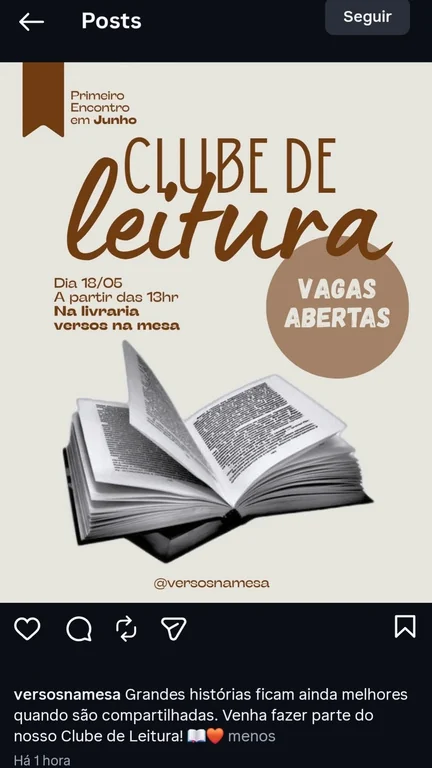 Posts
Seguir
Primeiro
Encontro
em Junho
CLUBE DE
leitura
Dia 18/05
A partir das 13hr
Na livraria
versos na mesa
VAGAS
ABERTAS
@versosnamesa
versosnamesa Grandes histórias ficam ainda melhores
quando são compartilhadas. Venha fazer parte do
nosso Clube de Leitura! 📖❤️ menos
Há 1 hora